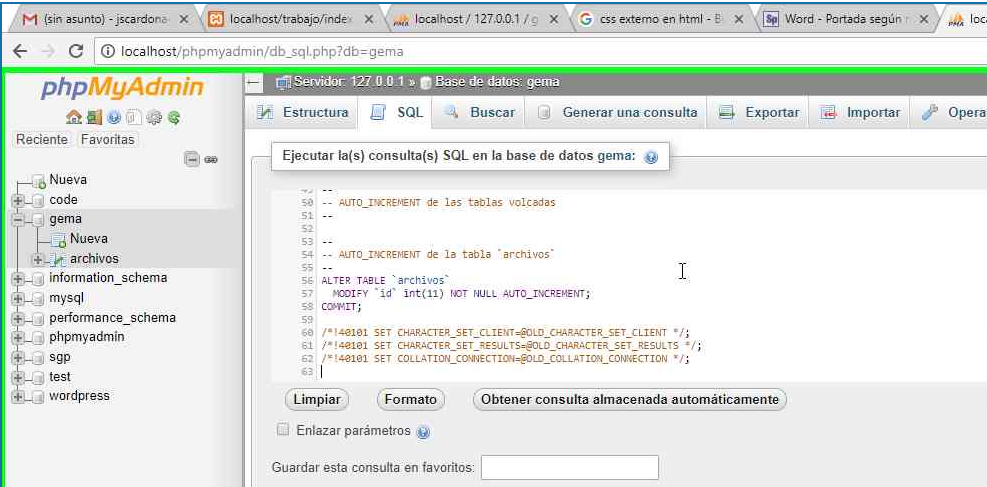 (sin asunto) - jscardona
localhost/trabajo/index
localhost / 127.0.0.1 / g
css externo en html - B
Word - Portada según
loc
localhost/phpmyadmin/db_sql.php?db=gema
phpMyAdmin
Reciente Favoritas
Nueva
code
gema
Nueva
archivos
information_schema
mysql
performance_schema
phpmyadmin
sgp
test
wordpress
Servidor: 127.0.0.1 » Base de datos: gema
Estructura SQL Buscar Generar una consulta Exportar Importar Opera
Ejecutar la(s) consulta(s) SQL en la base de datos gema:
49 --
50 -- AUTO_INCREMENT de las tablas volcadas
51 --
52
53 --
54 -- AUTO_INCREMENT de la tabla `archivos`
55 --
56 ALTER TABLE `archivos`
57 MODIFY `id` int(11) NOT NULL AUTO_INCREMENT;
58 COMMIT;
59
60 /*!40101 SET CHARACTER_SET_CLIENT=@OLD_CHARACTER_SET_CLIENT */;
61 /*!40101 SET CHARACTER_SET_RESULTS=@OLD_CHARACTER_SET_RESULTS */;
62 /*!40101 SET COLLATION_CONNECTION=@OLD_COLLATION_CONNECTION */;
63
Limpiar Formato Obtener consulta almacenada automáticamente
Enlazar parámetros
Guardar esta consulta en favoritos: